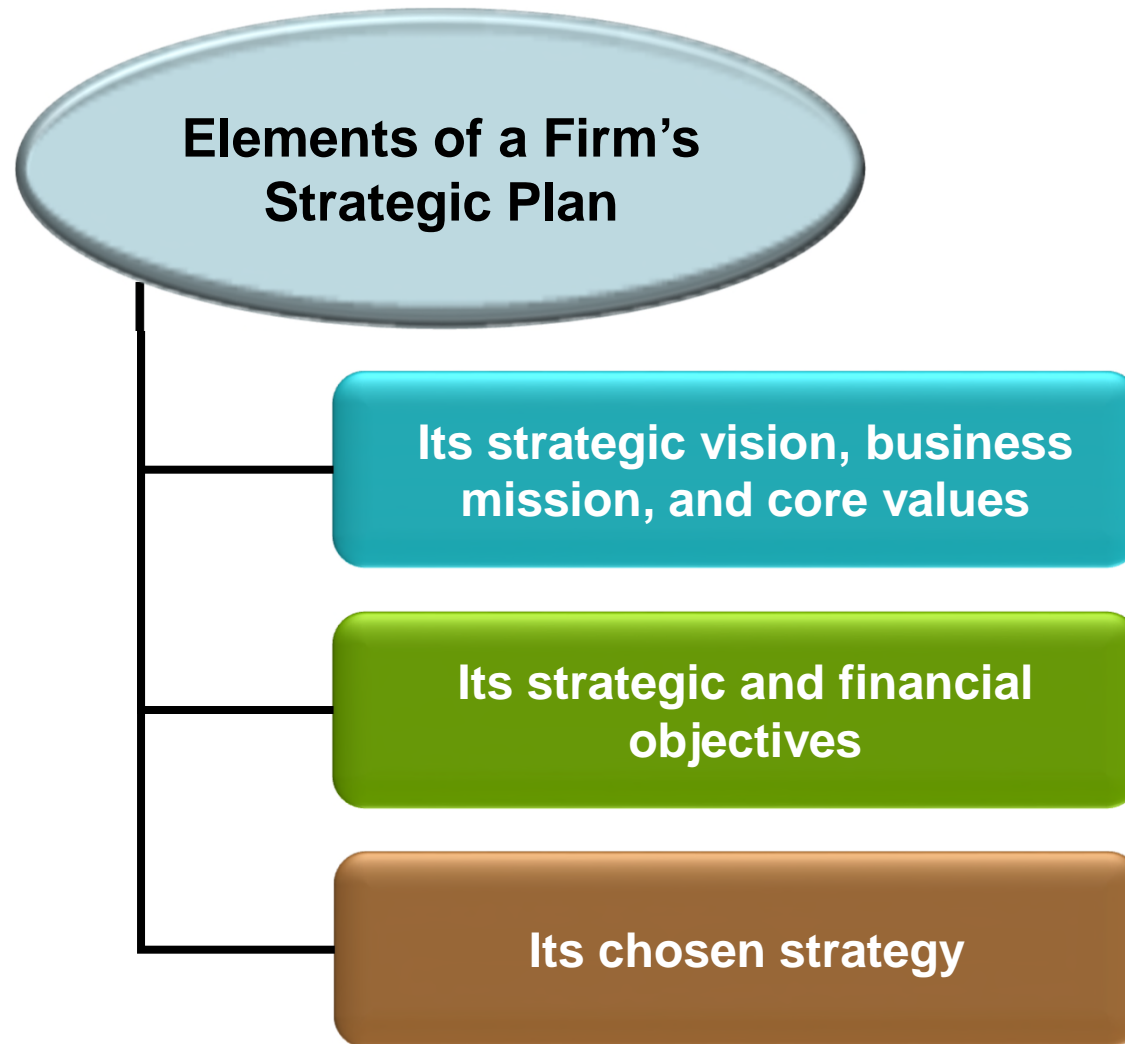 Elements of a Firm’s
Strategic Plan
Its strategic vision, business
mission, and core values
Its strategic and financial
objectives
Its chosen strategy